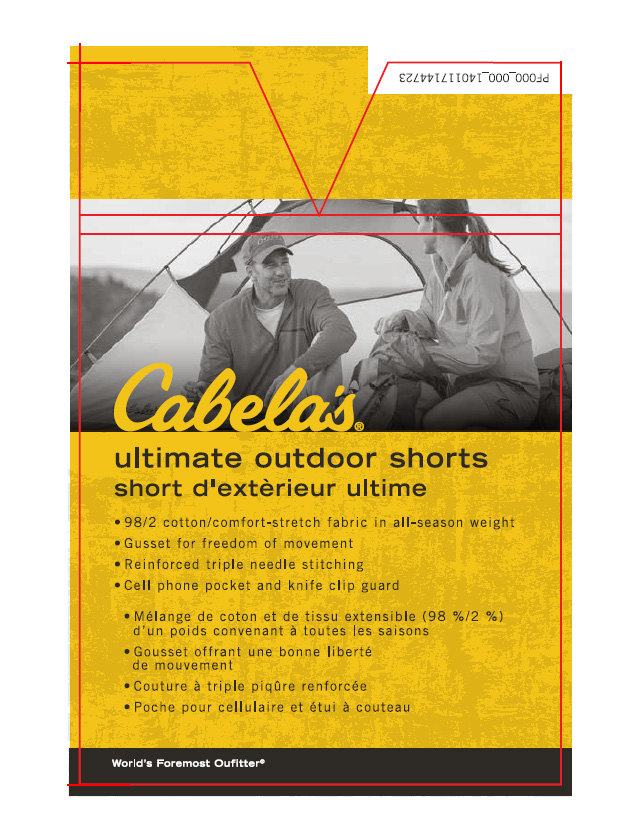 PF000_000_140117144723
Cabela's®
ultimate outdoor shorts
short d'extèrieur ultime
• 98/2 cotton/comfort-stretch fabric in all-season weight
• Gusset for freedom of movement
• Reinforced triple needle stitching
• Cell phone pocket and knife clip guard
• Mélange de coton et de tissu extensible (98 %/2 %)
d'un poids convenant à toutes les saisons
• Gousset offrant une bonne liberté
de mouvement
• Couture à triple piqûre renforcée
• Poche pour cellulaire et étui à couteau
World's Foremost Oufitter®